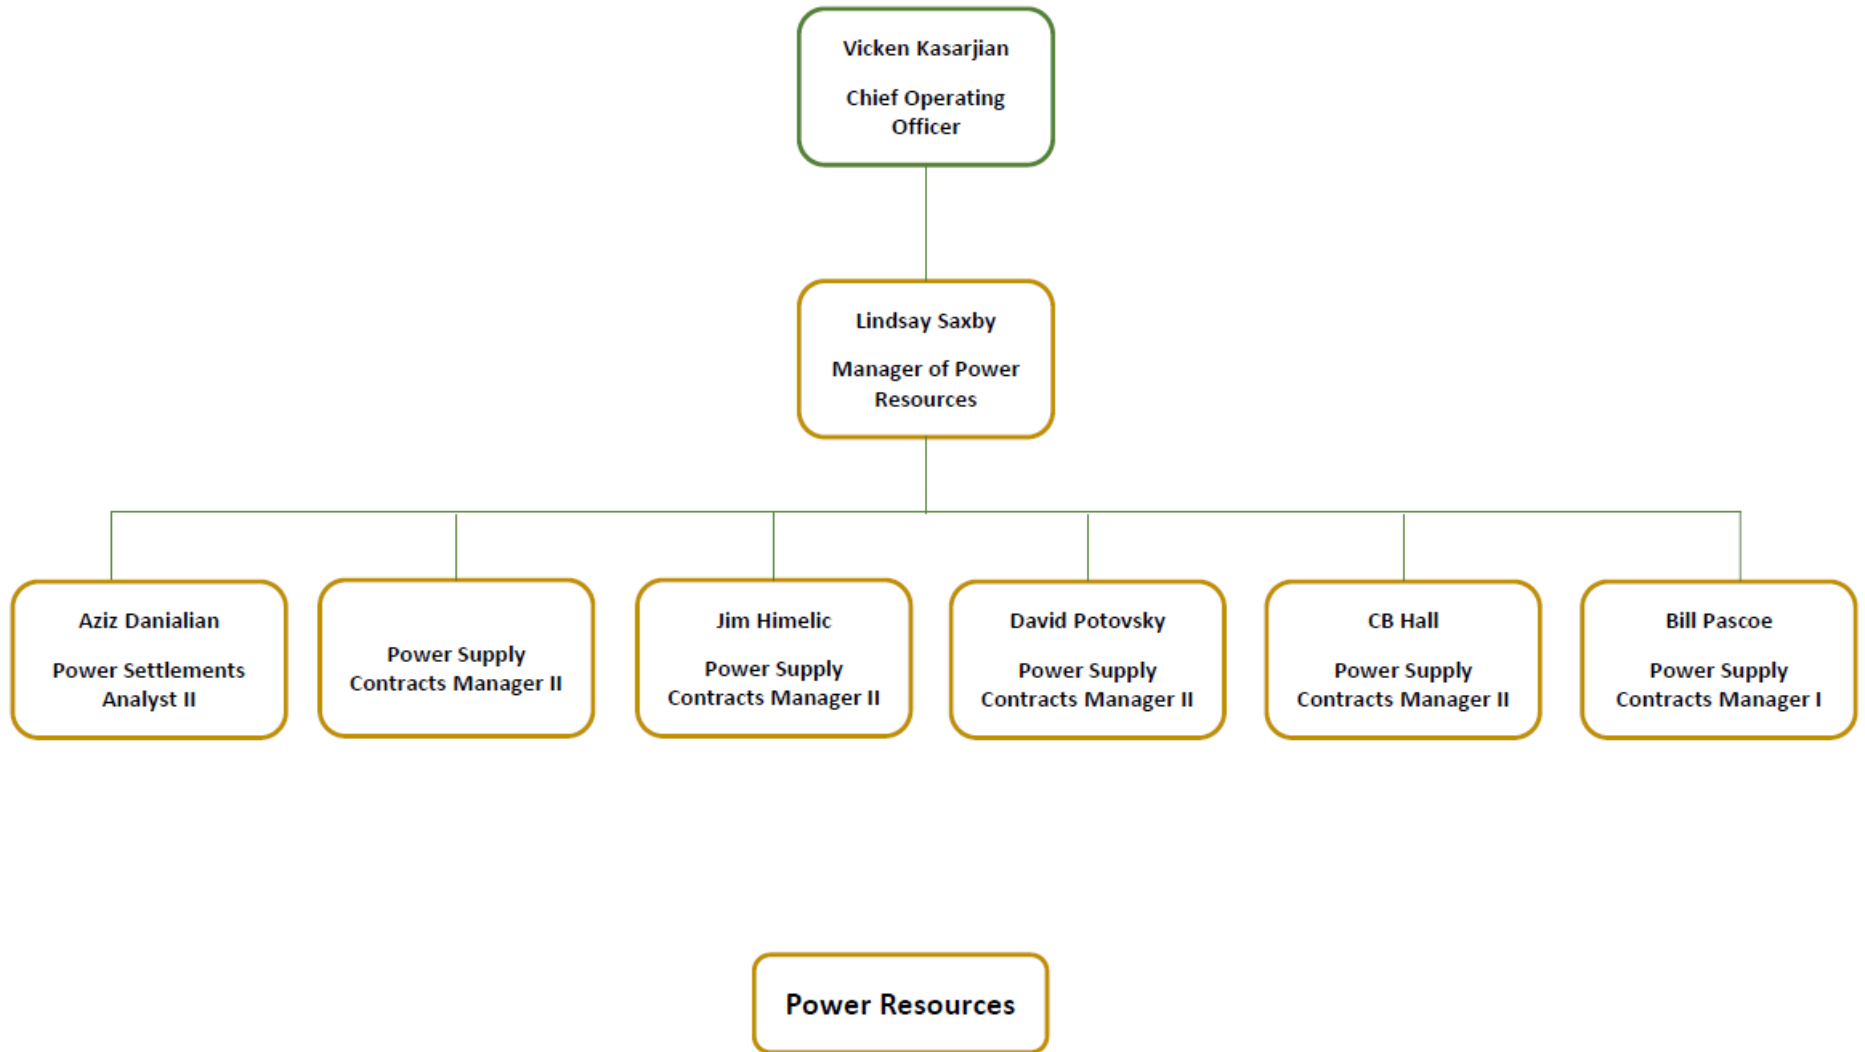 Vicken Kasarjian
Chief Operating
Officer
Lindsay Saxby
Manager of Power
Resources
Aziz Danialian
Power Settlements
Analyst II
Power Supply
Contracts Manager II
Jim Himelic
Power Supply
Contracts Manager II
David Potovsky
Power Supply
Contracts Manager II
CB Hall
Power Supply
Contracts Manager II
Bill Pascoe
Power Supply
Contracts Manager I
Power Resources